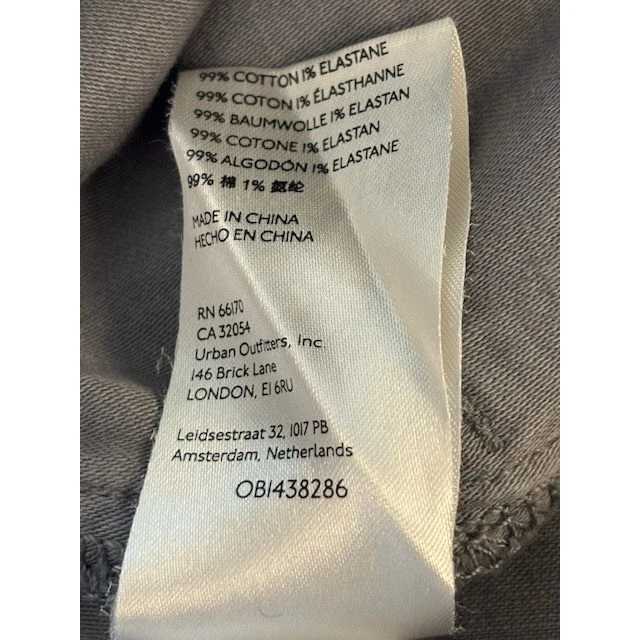 99% COTTON 1% ELASTANE
99% COTON 1% ÉLASTHANNE
99% BAUMWOLLE 1% ELASTAN
99% COTONE 1% ELASTAN
99% ALGODÓN 1% ELASTANE
99% 棉 1% 氨纶
MADE IN CHINA
HECHO EN CHINA
RN 66170
CA 32054
Urban Outfitters, Inc.
146 Brick Lane
LONDON, E1 6RU
Leidsestraat 32, 1017 PB
Amsterdam, Netherlands
OB1438286